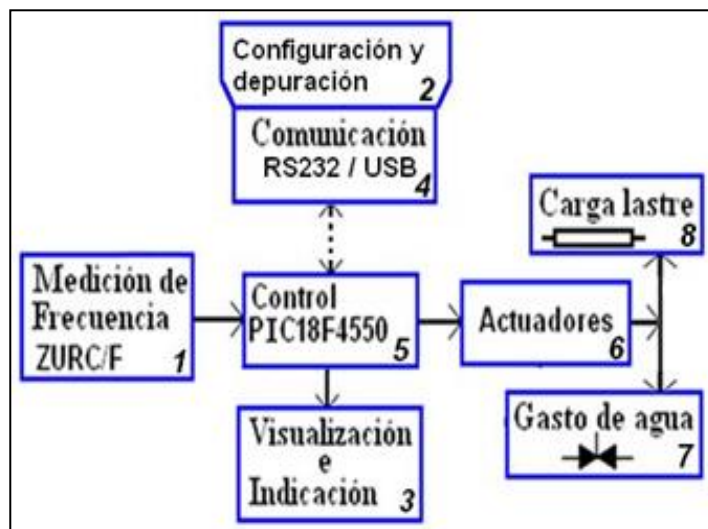 Configuración y
depuración 2
Comunicación
RS232 / USB
4
Carga lastre
8
Medición de
Frecuencia
ZURC/F 1
Control
PIC18F4550
5
Actuadores
6
Visualización
e
Indicación 3
Gasto de agua
7